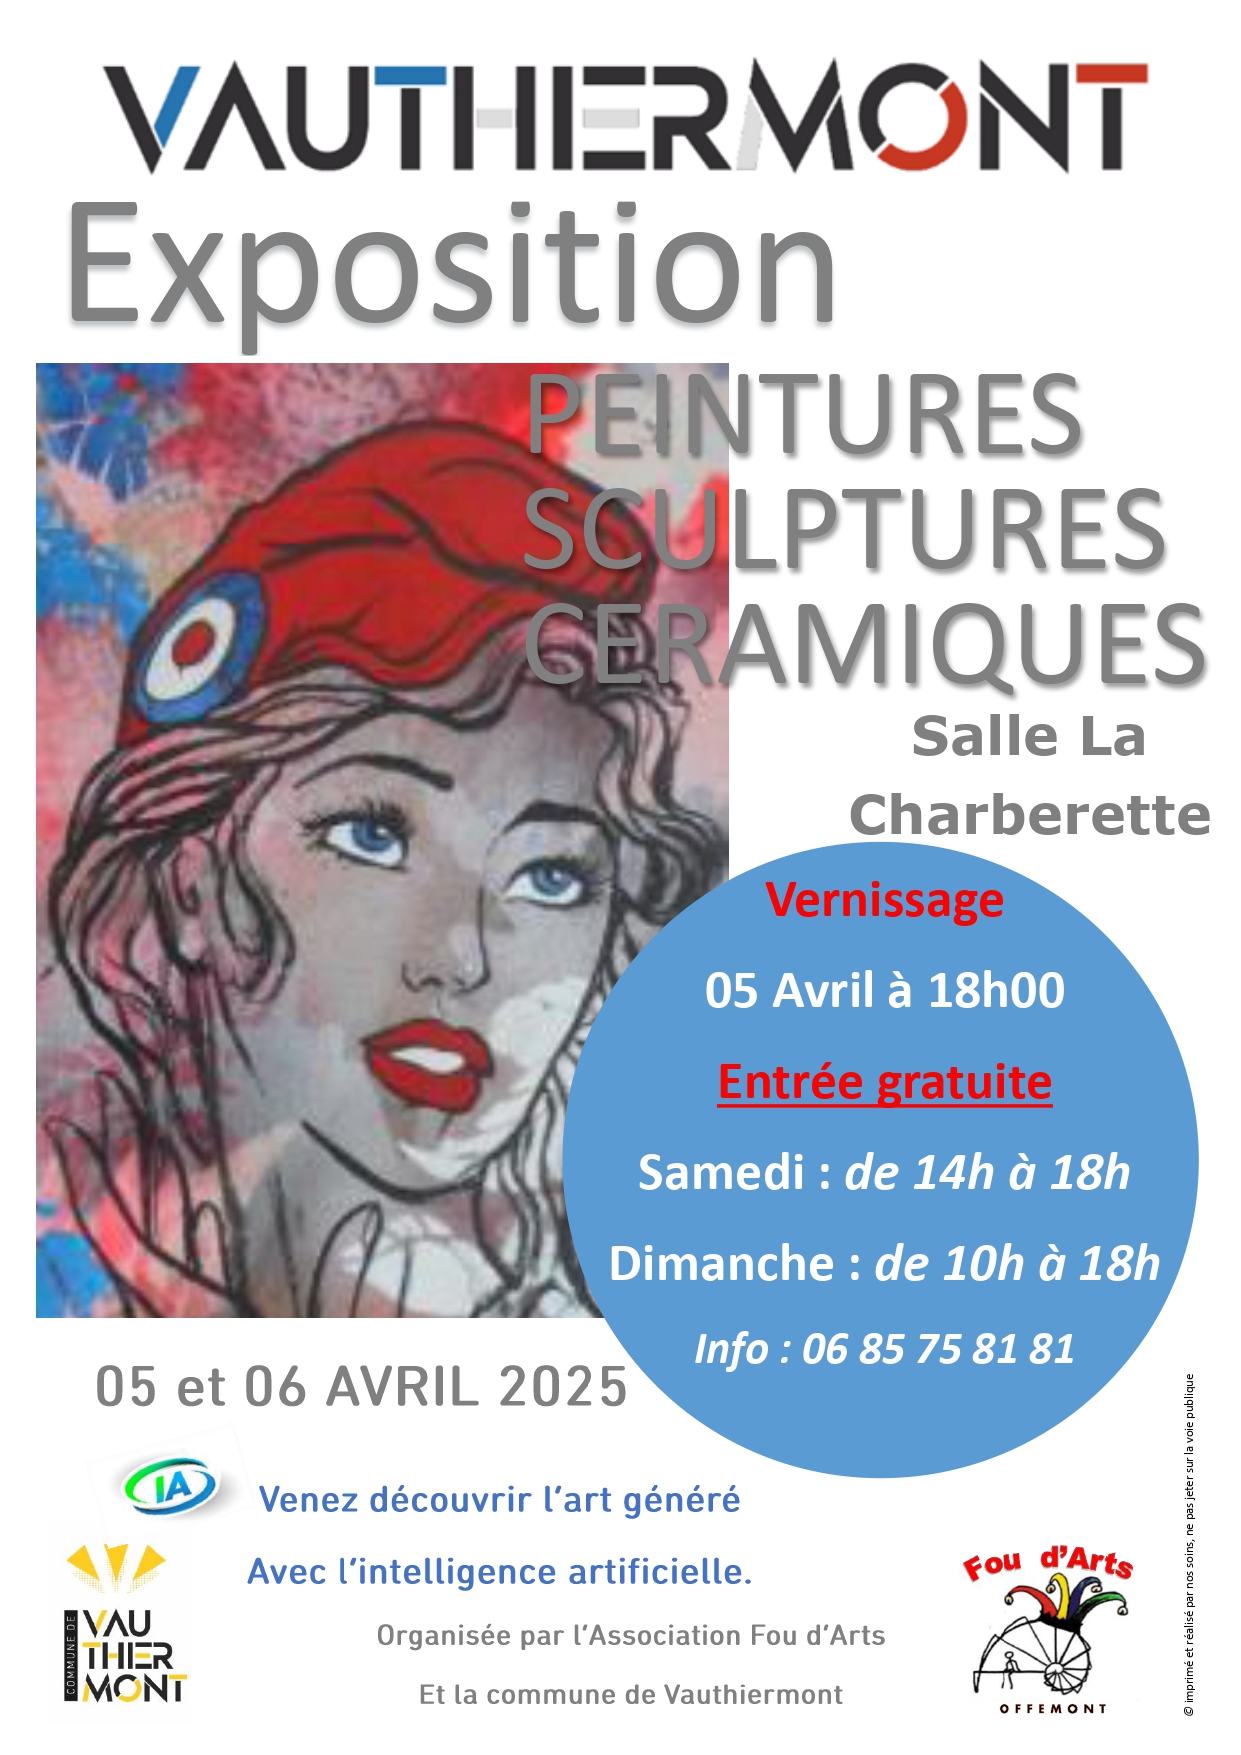 VAUTHIERMONT
Exposition
PEINTURES
SCULPTURES
CERAMIQUES
Salle La
Charberette
Vernissage
05 Avril à 18h00
Entrée gratuite
Samedi : de 14h à 18h
Dimanche : de 10h à 18h
Info : 06 85 75 81 81
05 et 06 AVRIL 2025
IA
Venez découvrir l’art généré
Avec l’intelligence artificielle.
Organisée par l’Association Fou d’Arts
Et la commune de Vauthiermont
COMMUNE DE
VAU
THIER
MONT
Fou d’Arts
OFFEMONT
© imprimé et réalisé par nos soins, ne pas jeter sur la voie publique